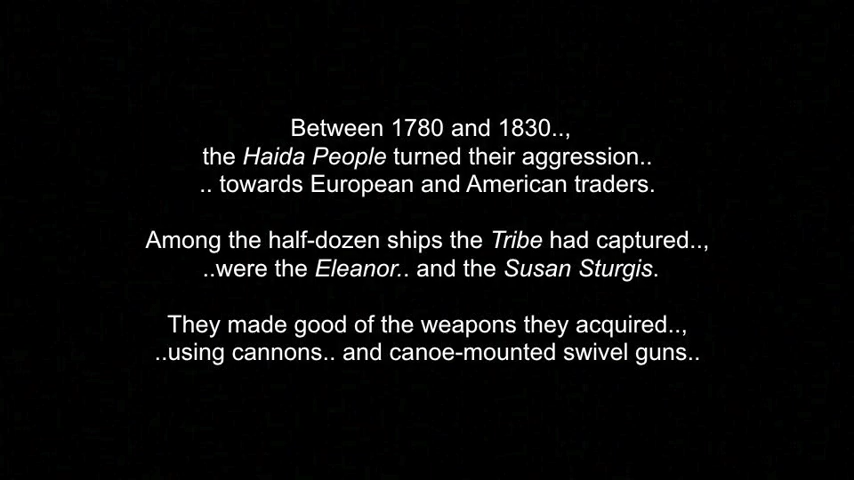 Between 1780 and 1830..,
the Haida People turned their aggression..
.. towards European and American traders.
Among the half-dozen ships the Tribe had captured..,
..were the Eleanor.. and the Susan Sturgis.
They made good of the weapons they acquired..,
..using cannons.. and canoe-mounted swivel guns..